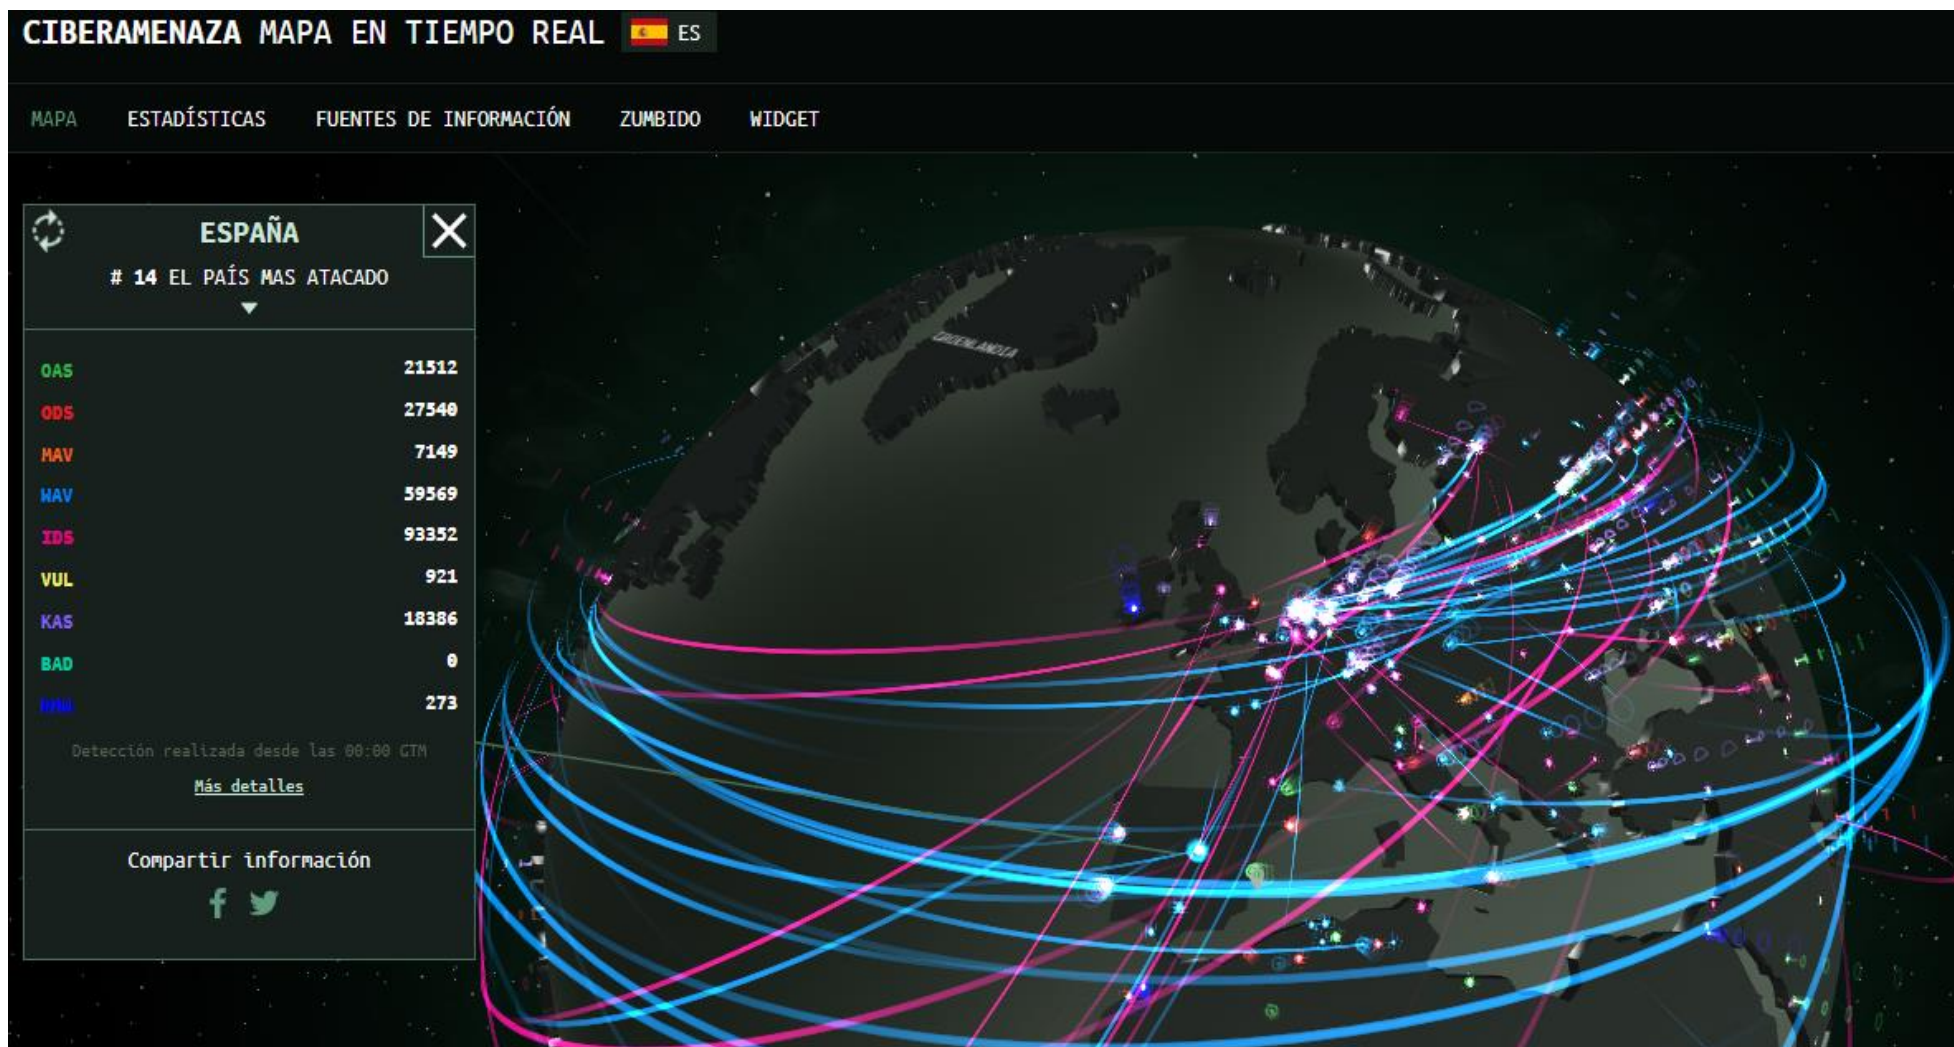 CIBERAMENAZA MAPA EN TIEMPO REAL ES
MAPA ESTADÍSTICAS FUENTES DE INFORMACIÓN ZUMBIDO WIDGET
ESPAÑA
# 14 EL PAÍS MAS ATACADO
OAS 21512
ODS 27540
MAV 7149
WAV 59569
IDS 93352
VUL 921
KAS 18386
BAD 0
273
Detección realizada desde las 00:00 GTM
Más detalles
Compartir información
GROENLANDIA